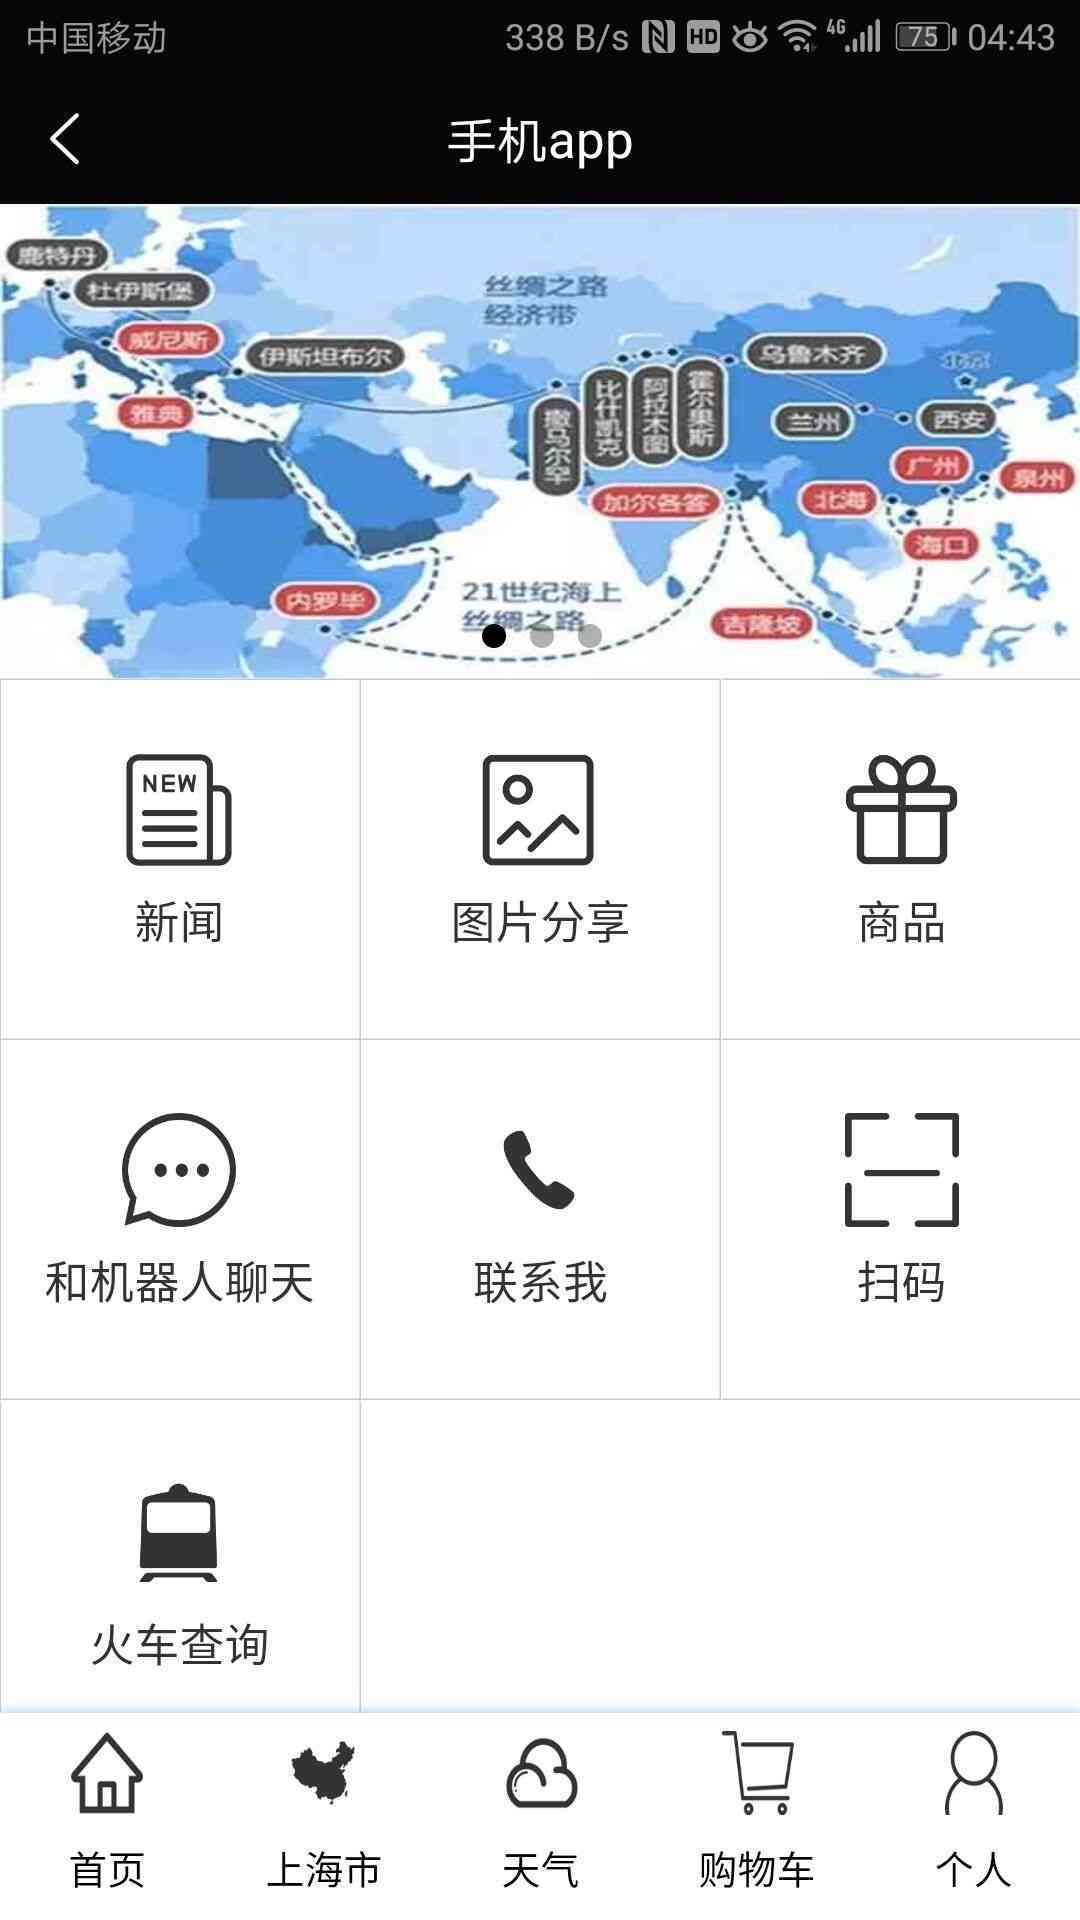 中国移动 338 B/s HD 4G 75 04:43
手机app
鹿特丹
杜伊斯堡
威尼斯
伊斯坦布尔
雅典
丝绸之路
经济带
撒马尔罕
比什凯克
阿拉木图
霍尔果斯
乌鲁木齐
北京
兰州
西安
广州
泉州
北海
海口
加尔各答
内罗毕
21世纪海上
丝绸之路
吉隆坡
NEW
新闻 图片分享 商品
和机器人聊天 联系我 扫码
火车查询
首页 上海市 天气 购物车 个人